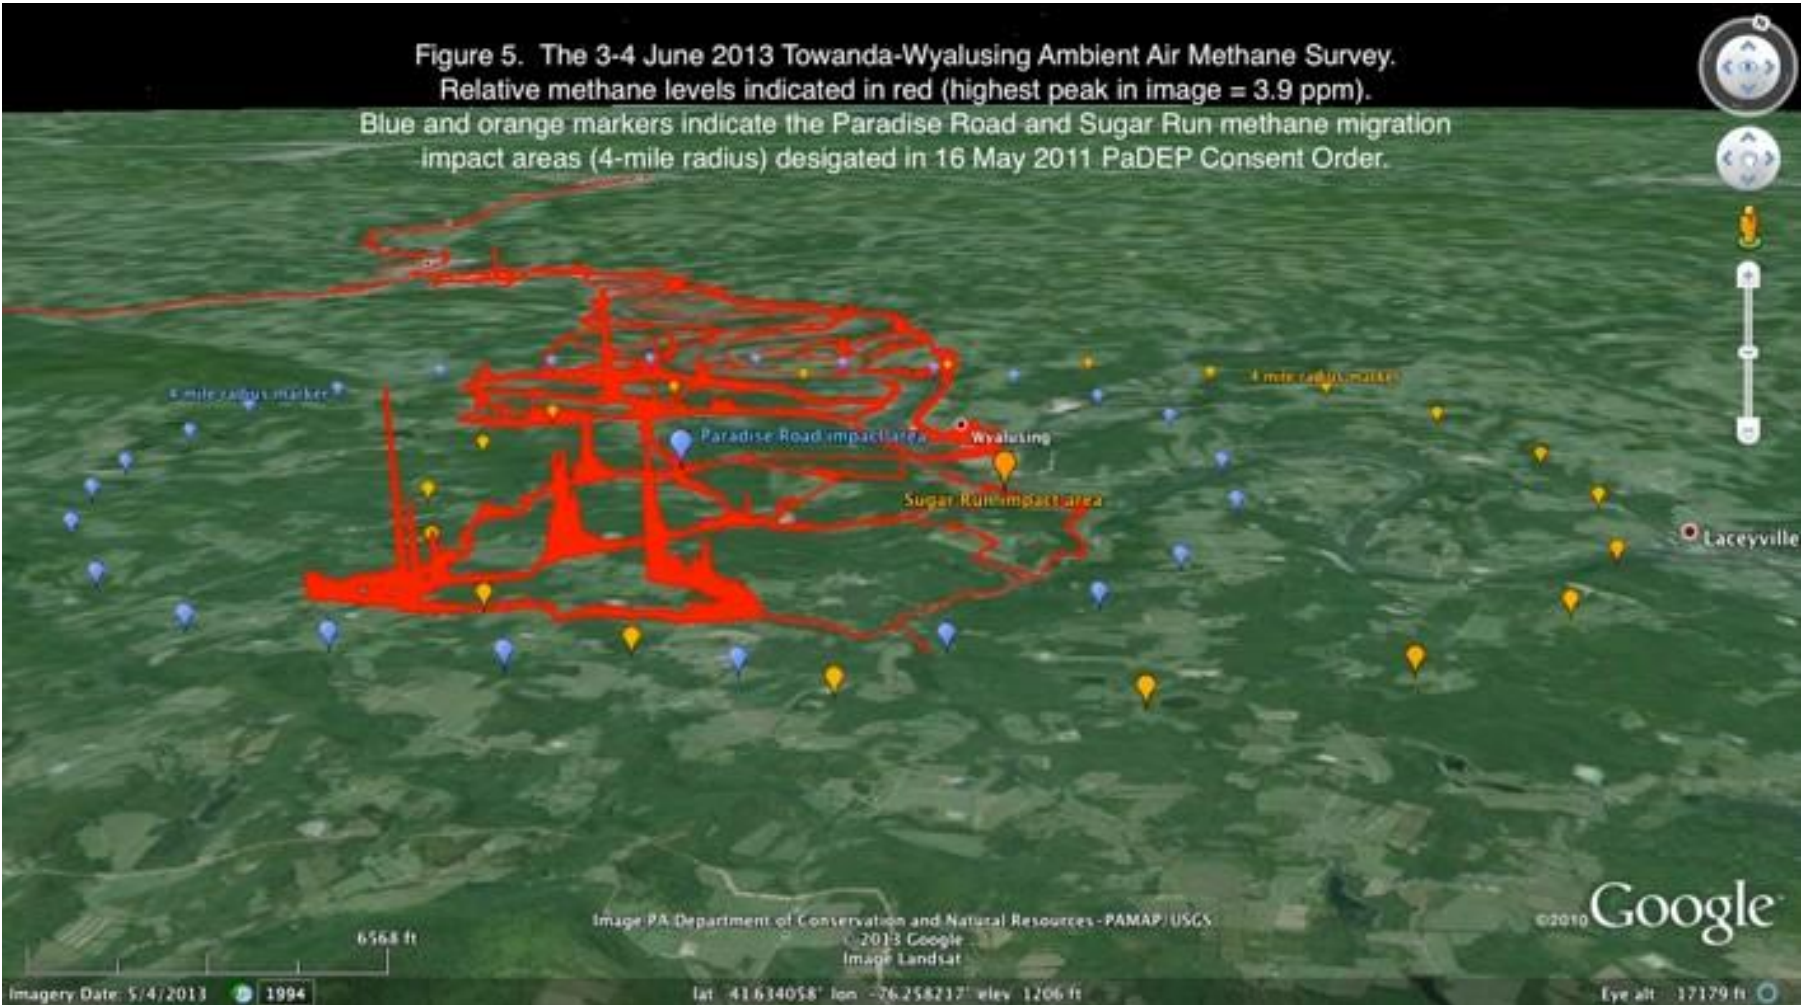 Figure 5.  The 3-4 June 2013 Towanda-Wyalusing Ambient Air Methane Survey.
Relative methane levels indicated in red (highest peak in image = 3.9 ppm).
Blue and orange markers indicate the Paradise Road and Sugar Run methane migration
impact areas (4-mile radius) desigated in 16 May 2011 PaDEP Consent Order.
N
4 mile radius marker
4 mile radius marker
Paradise Road impact area
Wyalusing
Sugar Run impact area
Laceyville
Image PA Department of Conservation and Natural Resources - PAMAP/USGS
© 2013 Google
Image Landsat
©2010 Google
6568 ft
Imagery Date: 5/4/2013 1994
lat 41.634058° lon -76.258217° elev 1206 ft
Eye alt 17179 ft